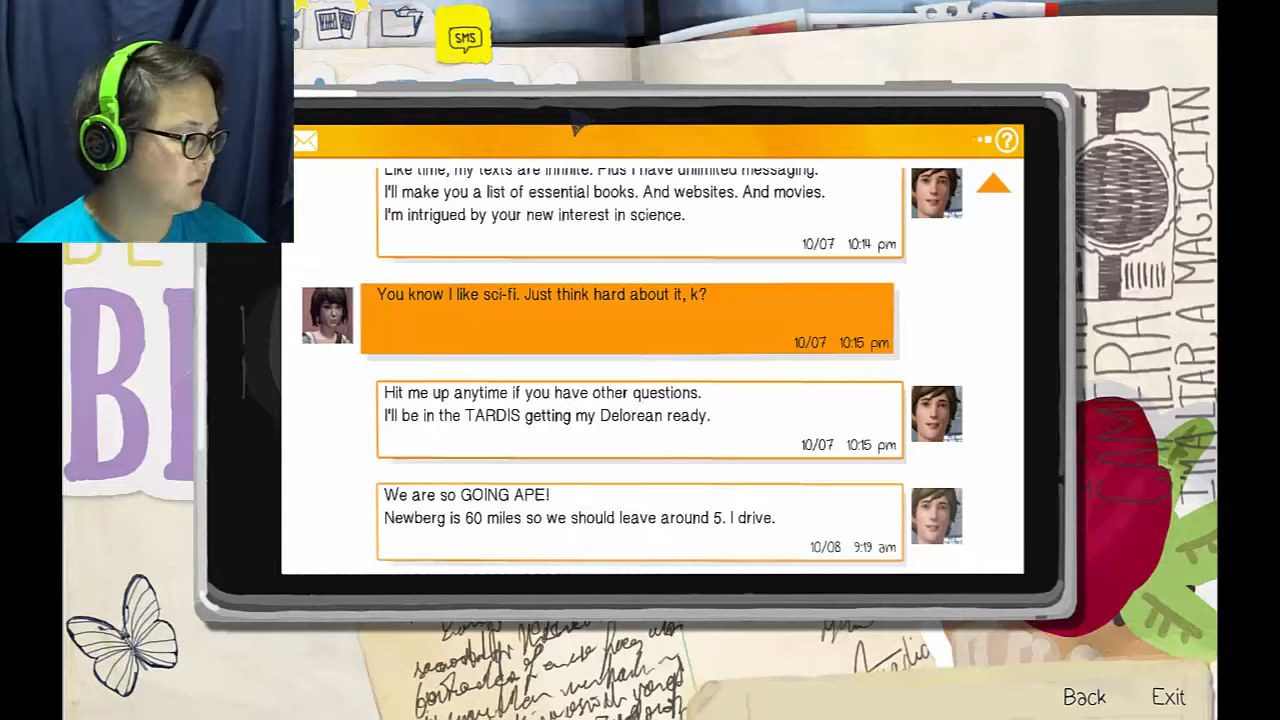 SMS
?
Like time, my texts are infinite. Plus I have unlimited messaging.
I'll make you a list of essential books. And websites. And movies.
I'm intrigued by your new interest in science.
10/07 10:14 pm
You know I like sci-fi. Just think hard about it, k?
10/07 10:15 pm
Hit me up anytime if you have other questions.
I'll be in the TARDIS getting my Delorean ready.
10/07 10:15 pm
We are so GOING APE!
Newberg is 60 miles so we should leave around 5. I drive.
10/08 9:19 am
CAMERA
MAGICIAN
Back Exit